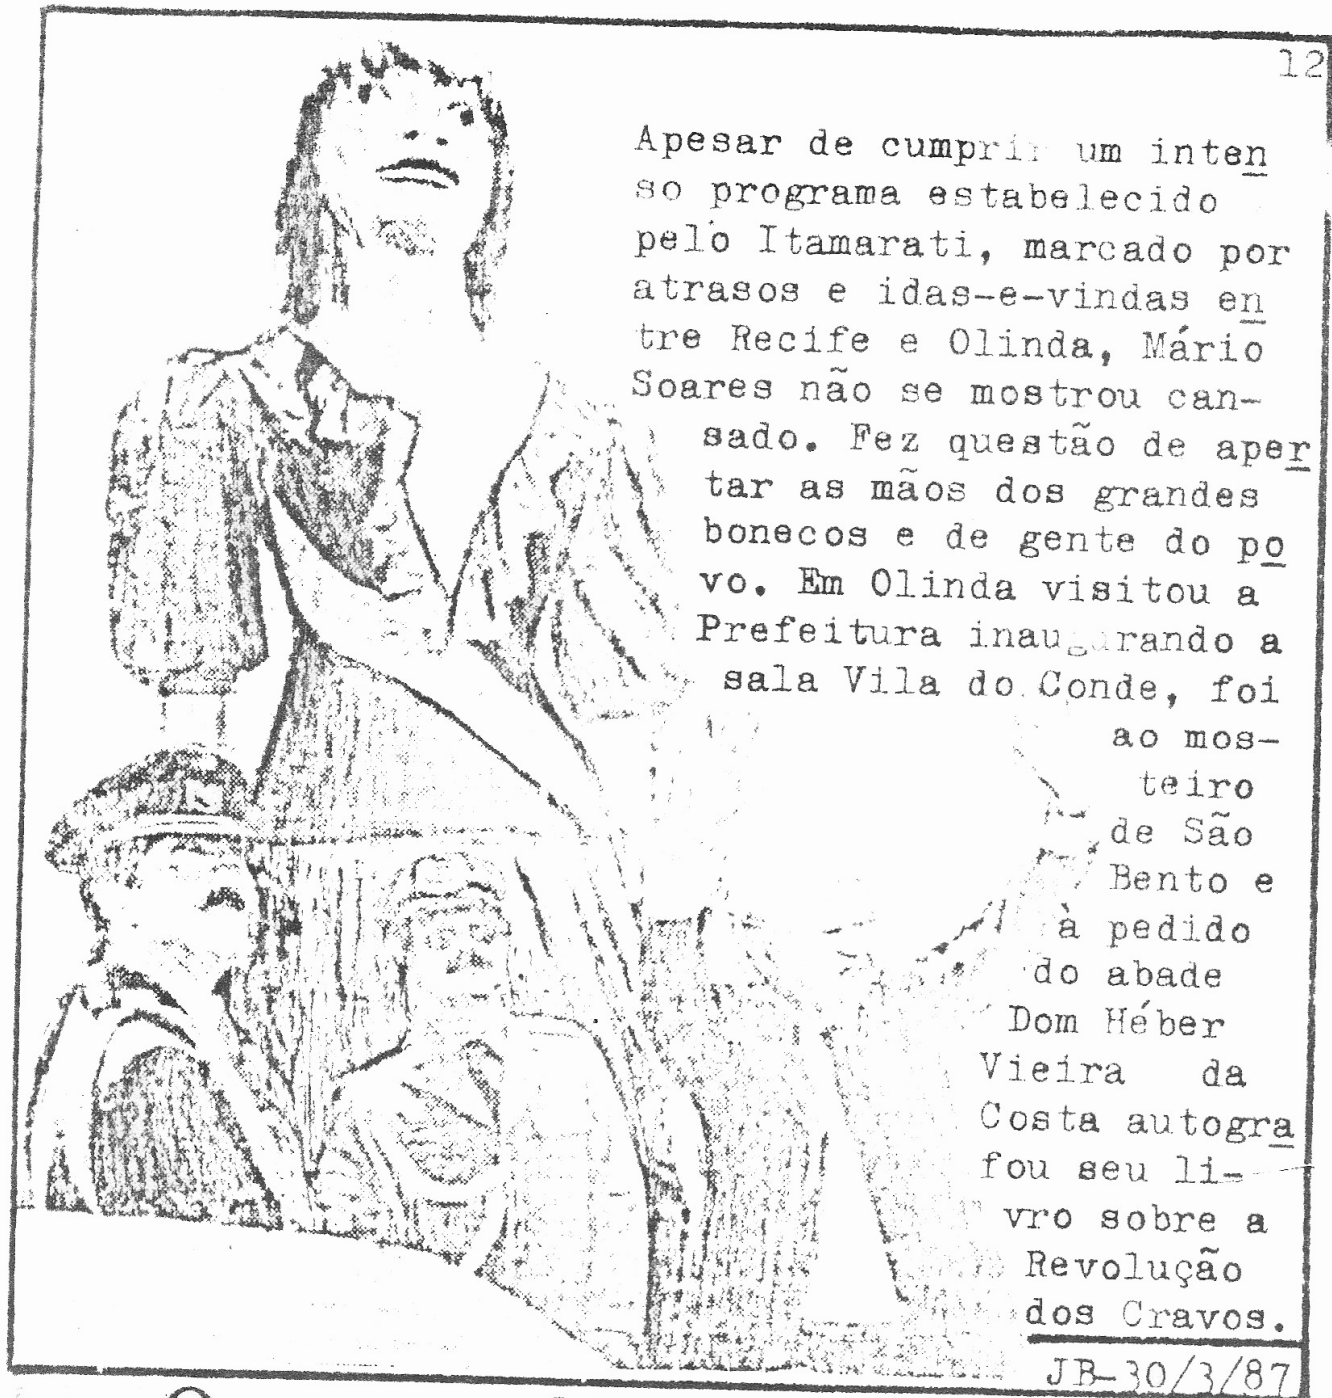 12
Apesar de cumprir um inten
so programa estabelecido
pelo Itamarati, marcado por
atrasos e idas-e-vindas en
tre Recife e Olinda, Mário
Soares não se mostrou can-
sado. Fez questão de aper
tar as mãos dos grandes
bonecos e de gente do po
vo. Em Olinda visitou a
Prefeitura inaugurando a
sala Vila do Conde, foi
ao mos-
teiro
de São
Bento e
à pedido
do abade
Dom Héber
Vieira da
Costa autogra
fou seu li-
vro sobre a
Revolução
dos Cravos.
JB-30/3/87